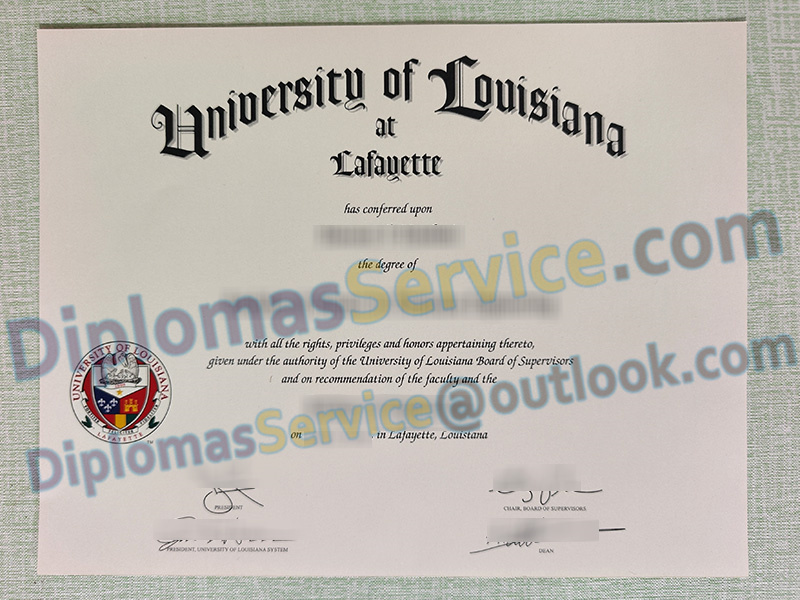 University of Louisiana
at
Lafayette
has conferred upon
the degree of
DiplomasService.com
with all the rights, privileges and honors appertaining thereto,
given under the authority of the University of Louisiana Board of Supervisors
and on recommendation of the faculty and the
UNIVERSITY OF LOUISIANA
LAFAYETTE
DiplomasService@outlook.com
on in Lafayette, Louisiana
PRESIDENT
CHAIR, BOARD OF SUPERVISORS
PRESIDENT, UNIVERSITY OF LOUISIANA SYSTEM
DEAN